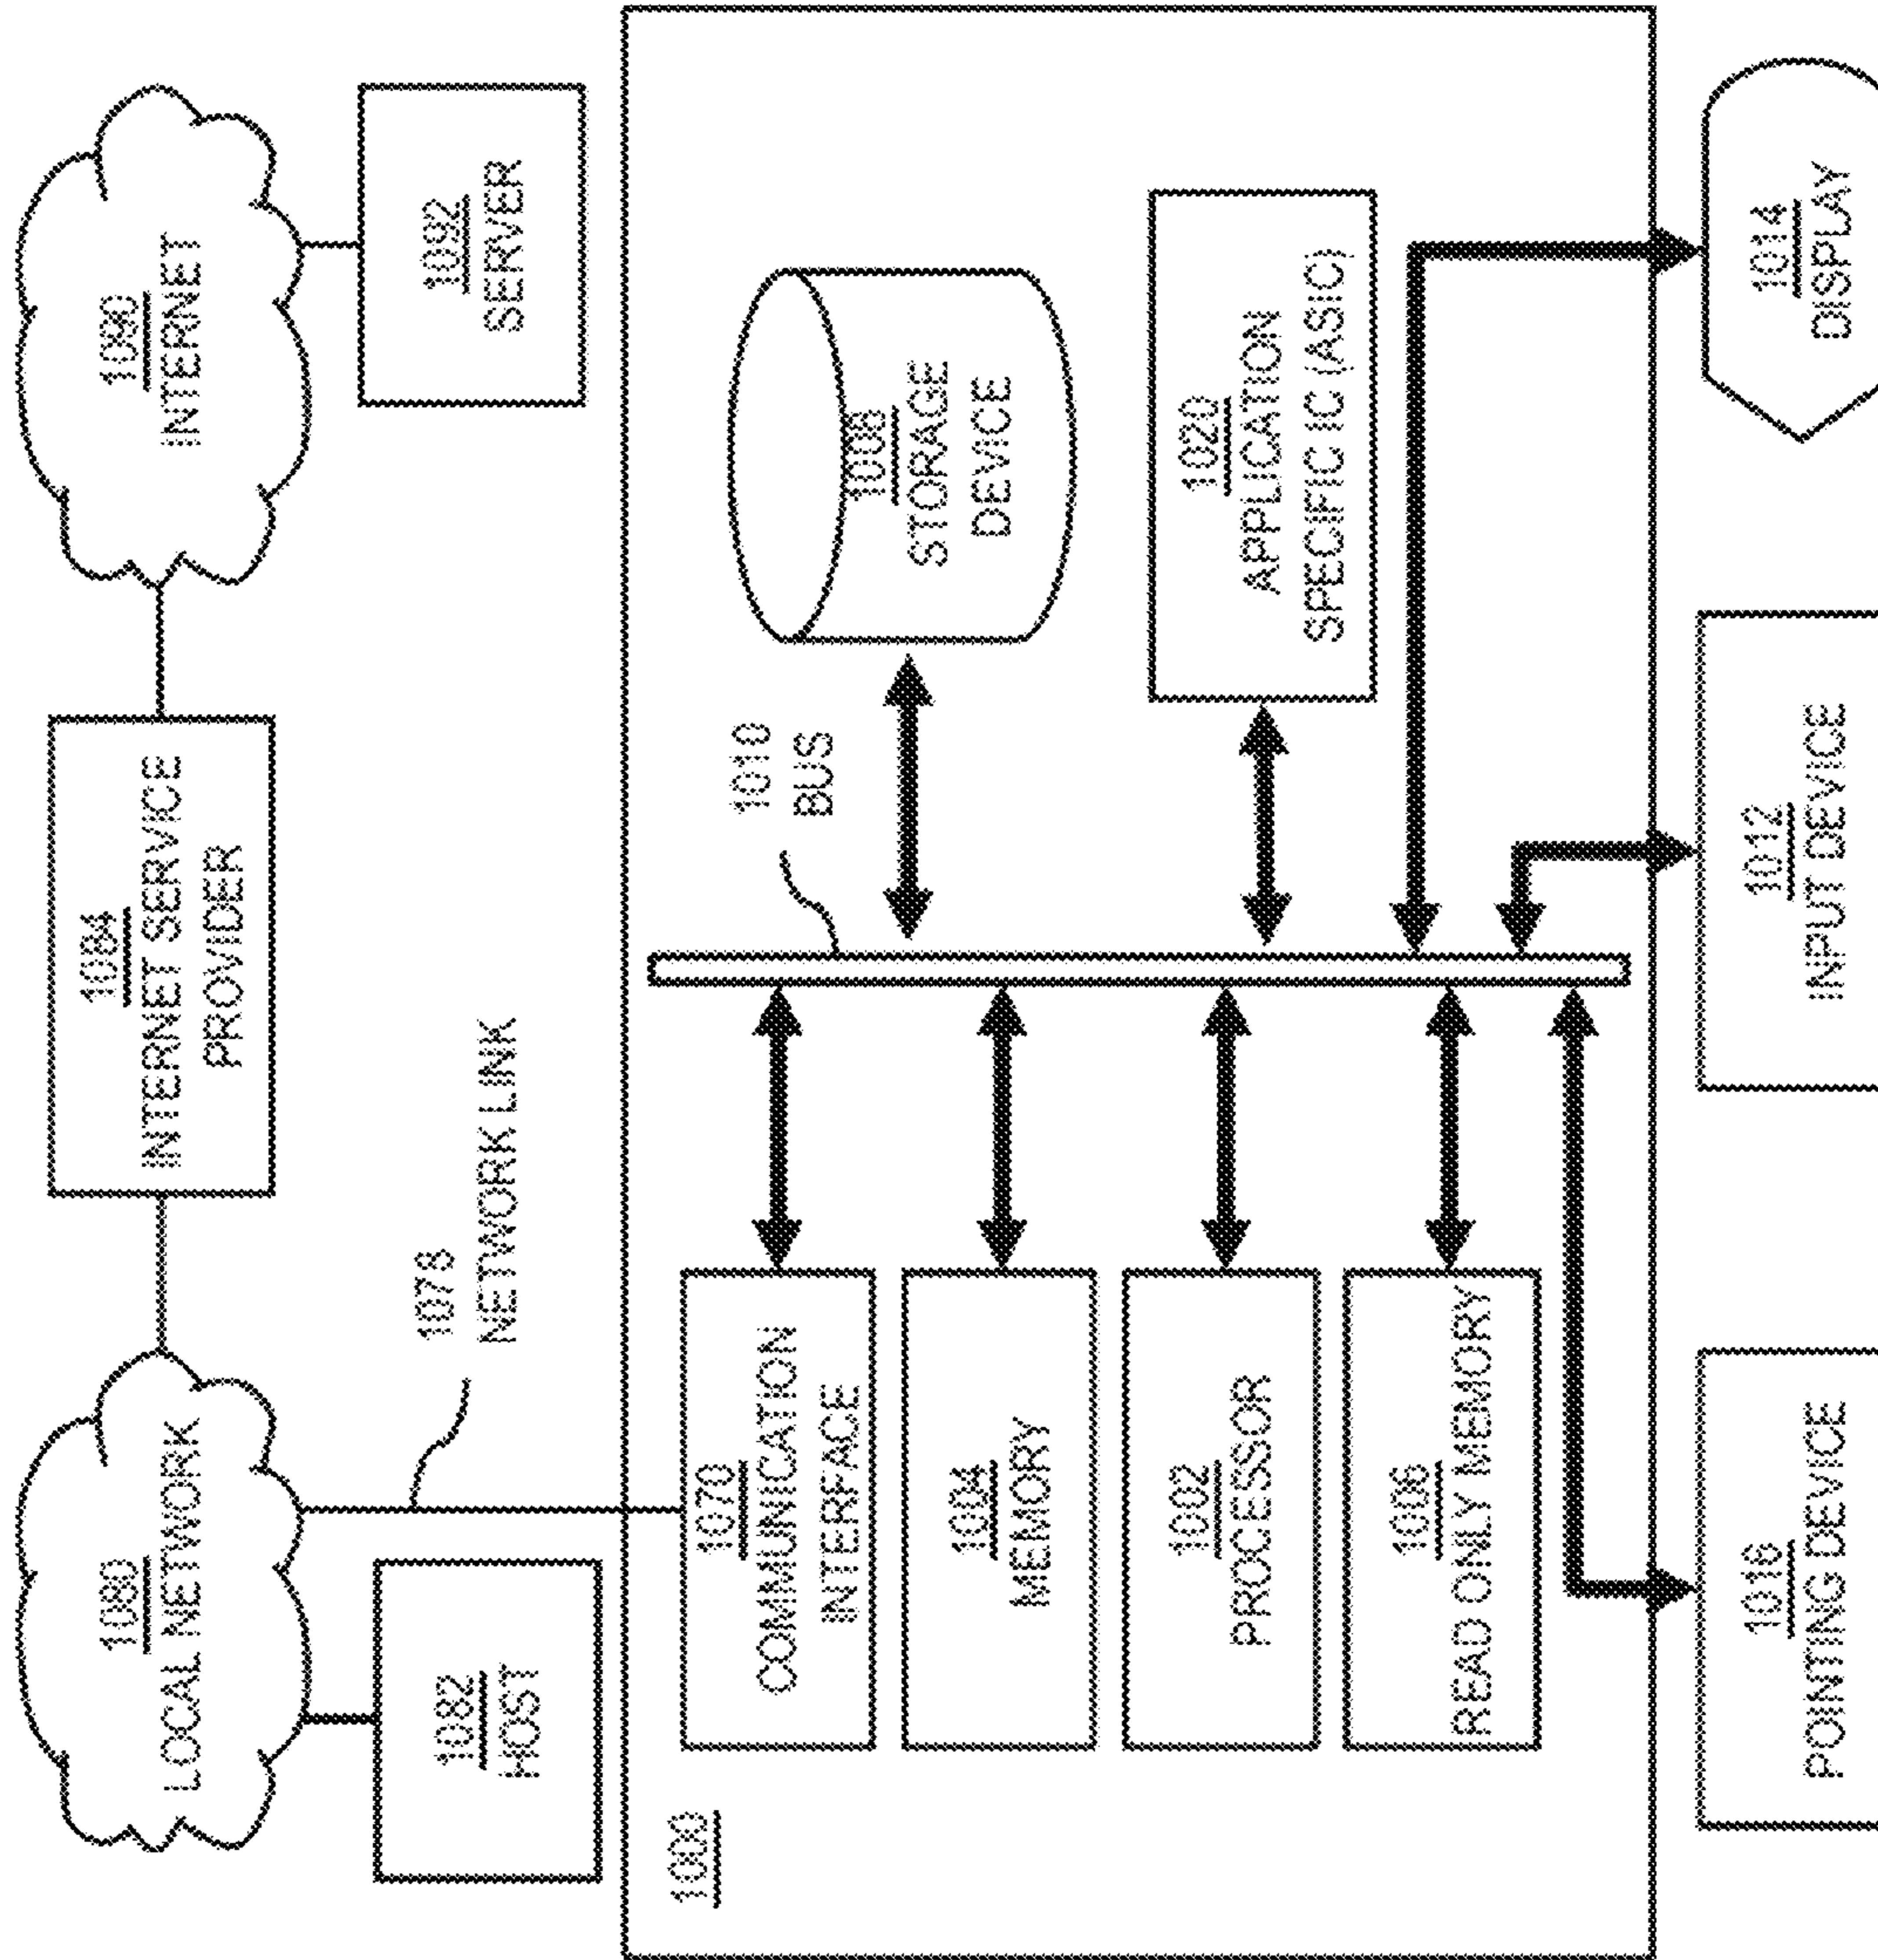 1080
LOCAL NETWORK
1084
INTERNET SERVICE
PROVIDER
1090
INTERNET
1082
HOST
1078
NETWORK LINK
1092
SERVER
1000
1070
COMMUNICATION
INTERFACE
1010
BUS
1008
STORAGE
DEVICE
1004
MEMORY
1002
PROCESSOR
1020
APPLICATION
SPECIFIC IC (ASIC)
1006
READ ONLY MEMORY
1016
POINTING DEVICE
1012
INPUT DEVICE
1014
DISPLAY